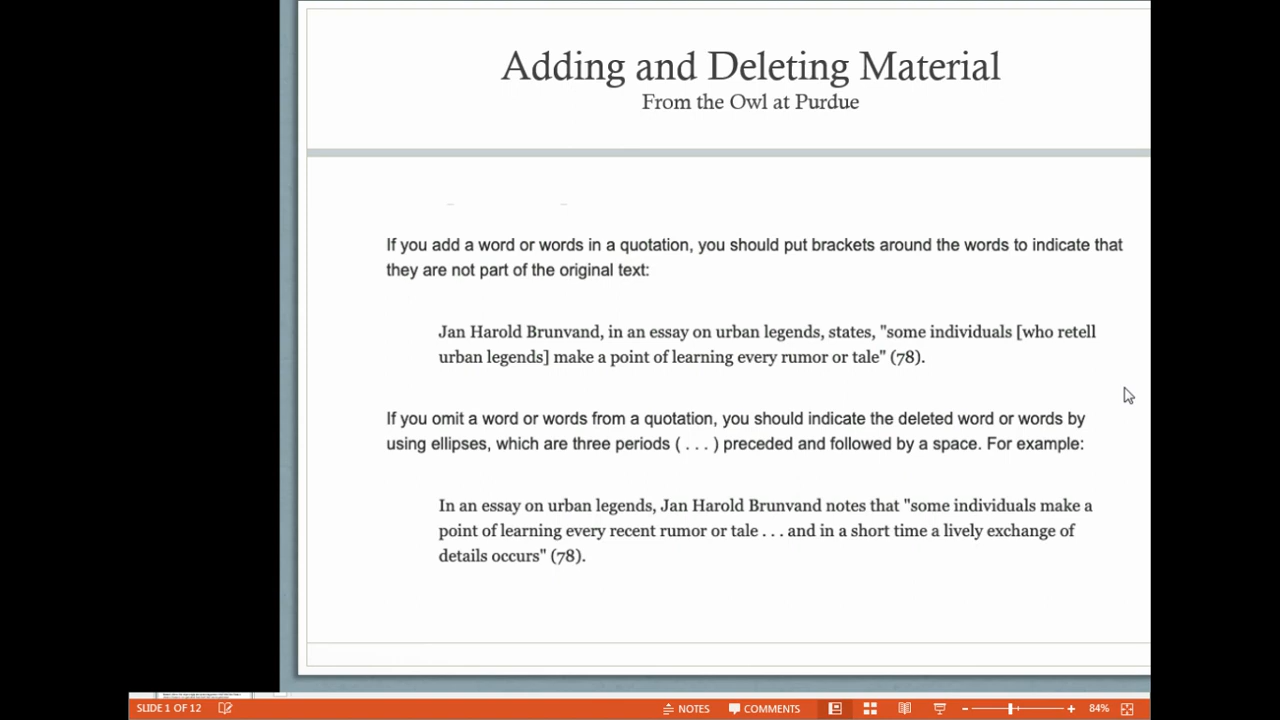 Adding and Deleting Material
From the Owl at Purdue
If you add a word or words in a quotation, you should put brackets around the words to indicate that
they are not part of the original text:
Jan Harold Brunvand, in an essay on urban legends, states, "some individuals [who retell
urban legends] make a point of learning every rumor or tale" (78).
If you omit a word or words from a quotation, you should indicate the deleted word or words by
using ellipses, which are three periods ( . . . ) preceded and followed by a space. For example:
In an essay on urban legends, Jan Harold Brunvand notes that "some individuals make a
point of learning every recent rumor or tale . . . and in a short time a lively exchange of
details occurs" (78).
SLIDE 1 OF 12 NOTES COMMENTS 84%